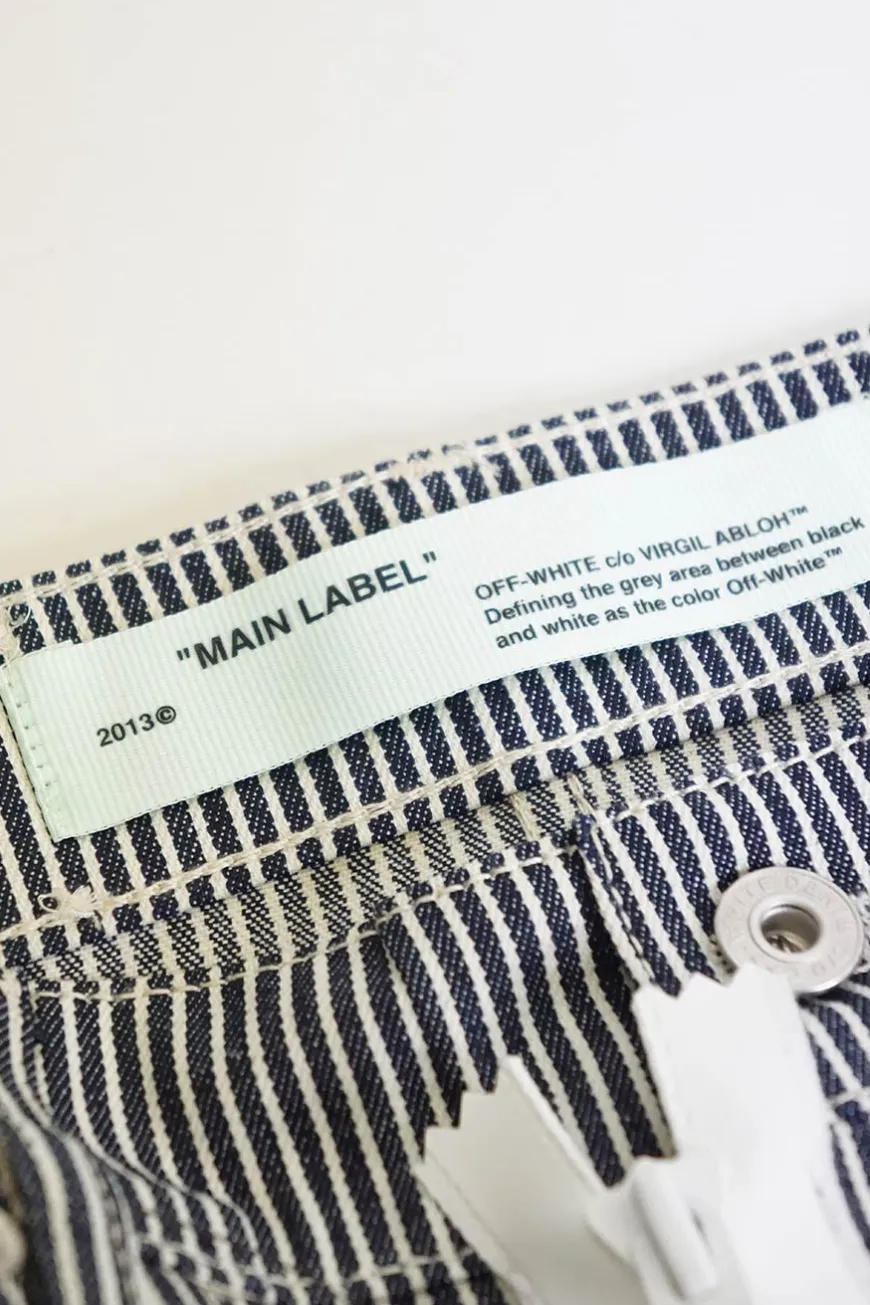 "MAIN LABEL"
2013©
OFF-WHITE c/o VIRGIL ABLOH™
Defining the grey area between black
and white as the color Off-White™